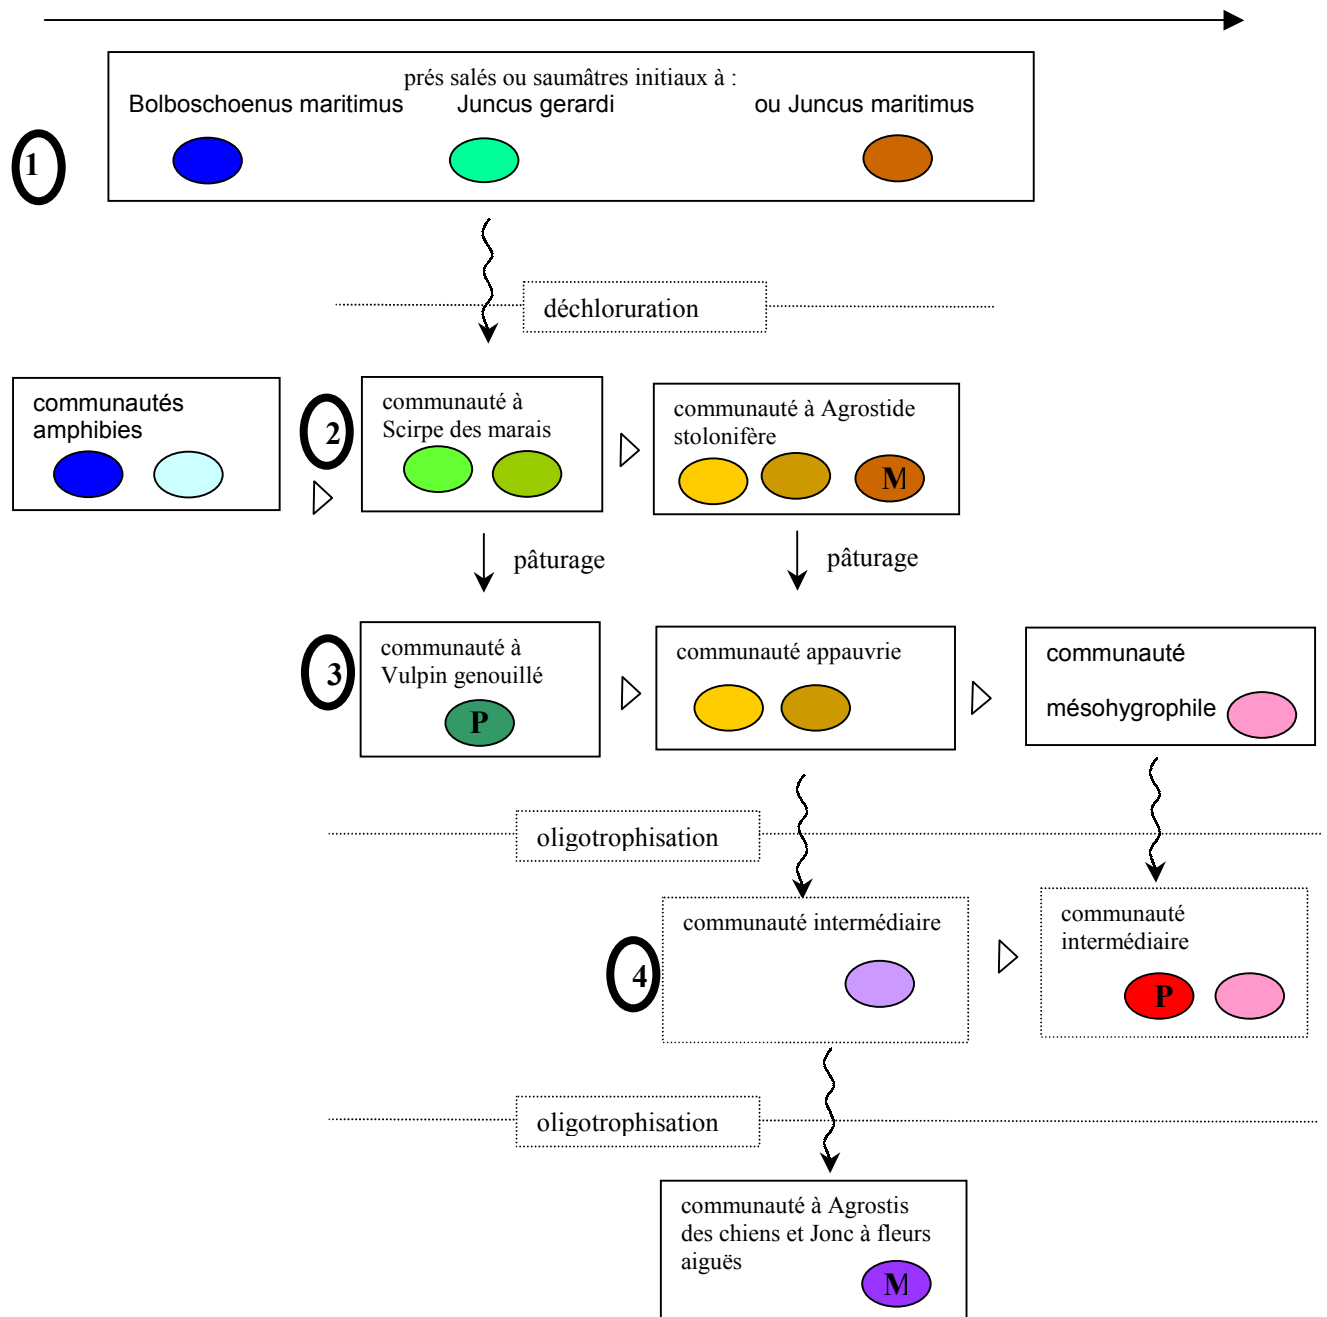 prés salés ou saumâtres initiaux à :
Bolboschoenus maritimus Juncus gerardi ou Juncus maritimus
1
déchloruration
communautés
amphibies
2
communauté à
Scirpe des marais
communauté à Agrostide
stolonifère
M
pâturage
pâturage
3
communauté à
Vulpin genouillé
P
communauté appauvrie
communauté
mésohygrophile
oligotrophisation
4
communauté intermédiaire
communauté
intermédiaire
P
oligotrophisation
communauté à Agrostis
des chiens et Jonc à fleurs
aiguës
M